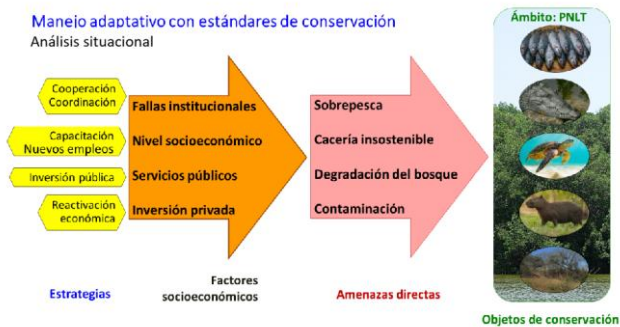 Manejo adaptativo con estándares de conservación
Análisis situacional
Ámbito: PNLT
Cooperación
Coordinación
Capacitación
Nuevos empleos
Inversión pública
Reactivación
económica
Fallas institucionales
Nivel socioeconómico
Servicios públicos
Inversión privada
Sobrepesca
Cacería insostenible
Degradación del bosque
Contaminación
Estrategias
Factores
socioeconómicos
Amenazas directas
Objetos de conservación